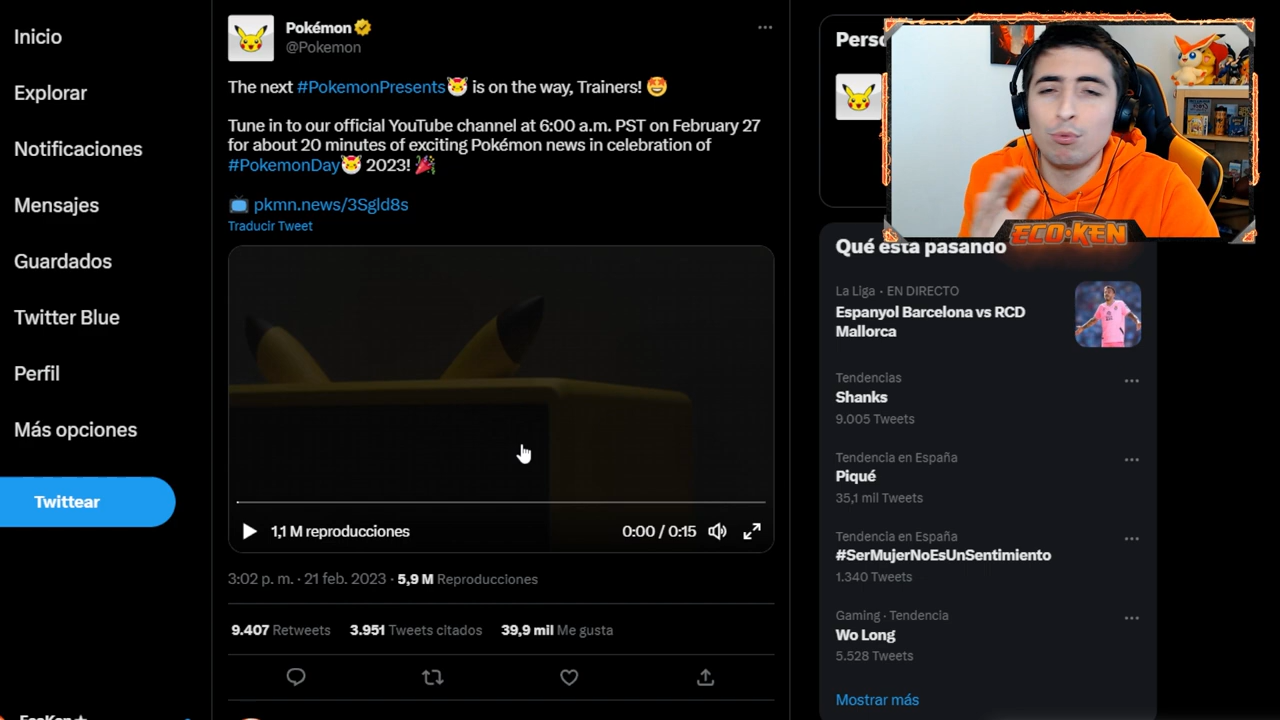 Inicio
Explorar
Notificaciones
Mensajes
Guardados
Twitter Blue
Perfil
Más opciones
Twittear
Pokémon
@Pokemon
The next #PokemonPresents is on the way, Trainers! 🤩
Tune in to our official YouTube channel at 6:00 a.m. PST on February 27
for about 20 minutes of exciting Pokémon news in celebration of
#PokemonDay 2023! 🎉
📺 pkmn.news/3Sgld8s
Traducir Tweet
1,1 M reproducciones
0:00 / 0:15
3:02 p. m. · 21 feb. 2023 · 5,9 M Reproducciones
9.407 Retweets 3.951 Tweets citados 39,9 mil Me gusta
ECO-KEN
Qué está pasando
La Liga · EN DIRECTO
Espanyol Barcelona vs RCD
Mallorca
Tendencias
Shanks
9.005 Tweets
Tendencia en España
Piqué
35,1 mil Tweets
Tendencia en España
#SerMujerNoEsUnSentimiento
1.340 Tweets
Gaming · Tendencia
Wo Long
5.528 Tweets
Mostrar más